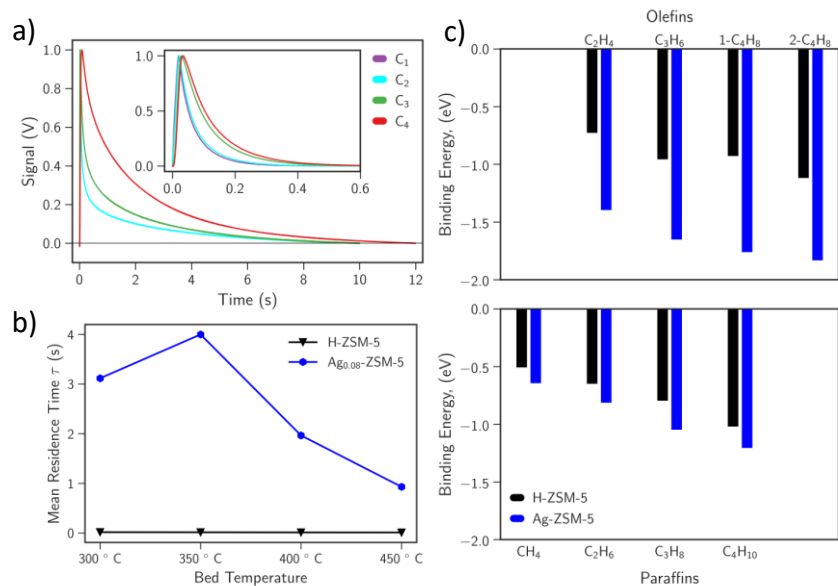 a)
Signal (V)
1.0
0.8
0.6
0.4
0.2
0.0
0 2 4 6 8 10 12
Time (s)
1.0
0.5
0.0
0.0 0.2 0.4 0.6
C₁
C₂
C₃
C₄
b)
Mean Residence Time τ (s)
4
3
2
1
0
H-ZSM-5
Ag₀.₀₈-ZSM-5
300 ° C 350 ° C 400 ° C 450 ° C
Bed Temperature
c)
Olefins
C₂H₄ C₃H₆ 1-C₄H₈ 2-C₄H₈
Binding Energy, (eV)
0.0
−0.5
−1.0
−1.5
−2.0
Binding Energy, (eV)
0.0
−0.5
−1.0
−1.5
−2.0
H-ZSM-5
Ag-ZSM-5
CH₄ C₂H₆ C₃H₈ C₄H₁₀
Paraffins